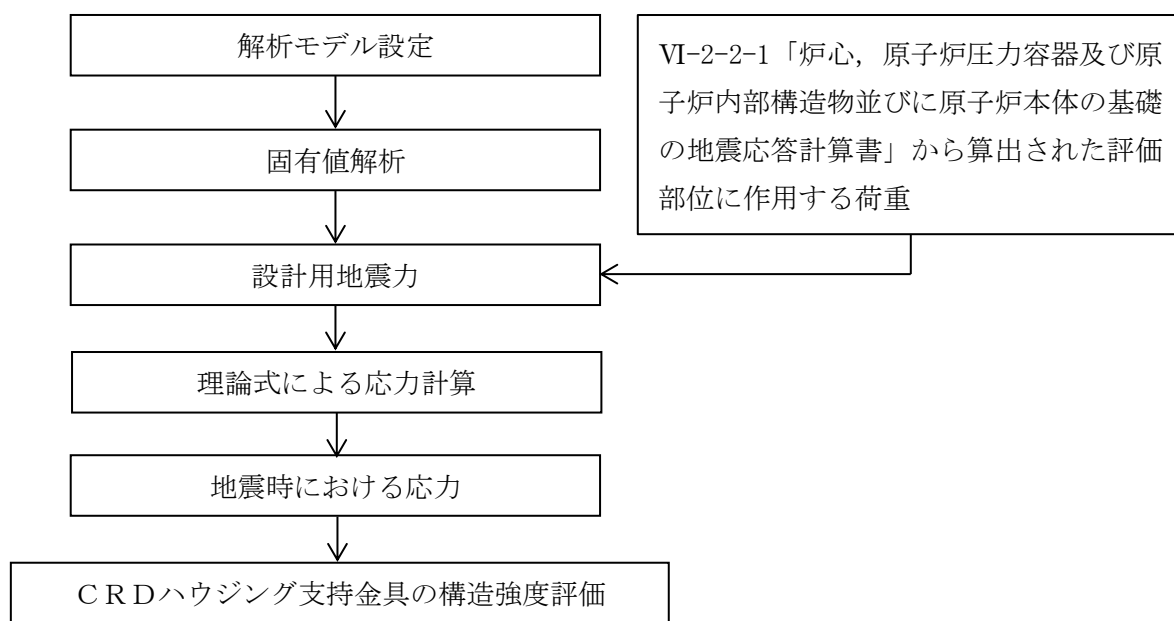 解析モデル設定
Ⅵ-2-2-1「炉心，原子炉圧力容器及び原
子炉内部構造物並びに原子炉本体の基礎
の地震応答計算書」から算出された評価
部位に作用する荷重
固有値解析
設計用地震力
理論式による応力計算
地震時における応力
ＣＲＤハウジング支持金具の構造強度評価